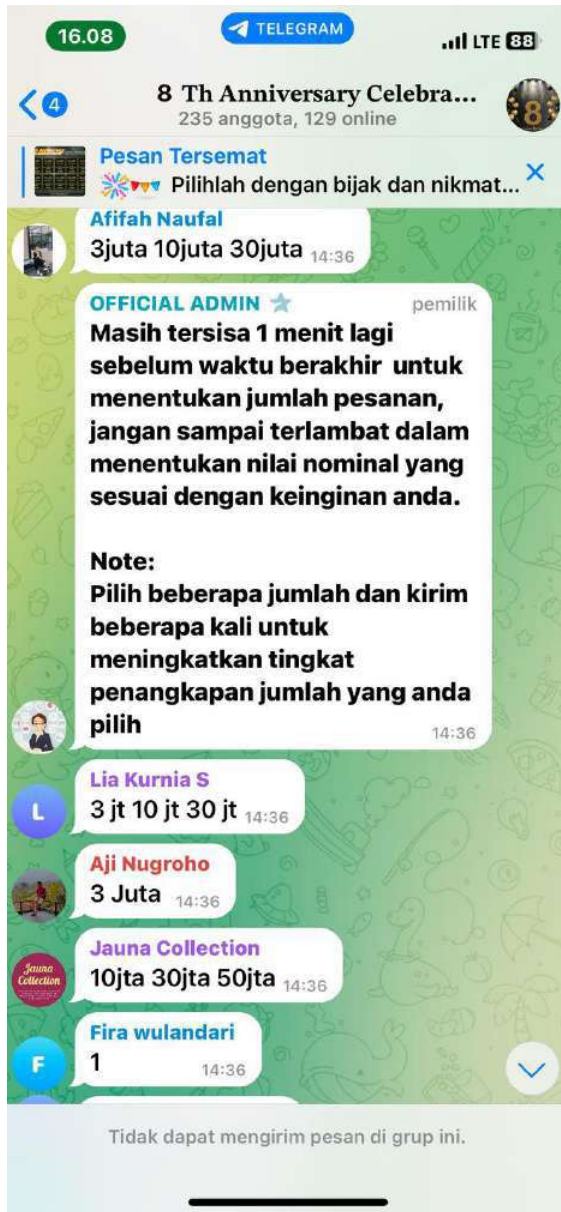 16.08
TELEGRAM
LTE 88
4
8 Th Anniversary Celebra...
235 anggota, 129 online
8
Pesan Tersemat
Pilihlah dengan bijak dan nikmat...
Afifah Naufal
3juta 10juta 30juta 14:36
OFFICIAL ADMIN pemilik
Masih tersisa 1 menit lagi
sebelum waktu berakhir untuk
menentukan jumlah pesanan,
jangan sampai terlambat dalam
menentukan nilai nominal yang
sesuai dengan keinginan anda.
Note:
Pilih beberapa jumlah dan kirim
beberapa kali untuk
meningkatkan tingkat
penangkapan jumlah yang anda
pilih
14:36
Lia Kurnia S
L
3 jt 10 jt 30 jt 14:36
Aji Nugroho
3 Juta 14:36
Jauna Collection
Jauna
Collection
10jta 30jta 50jta 14:36
Fira wulandari
F
1 14:36
Tidak dapat mengirim pesan di grup ini.